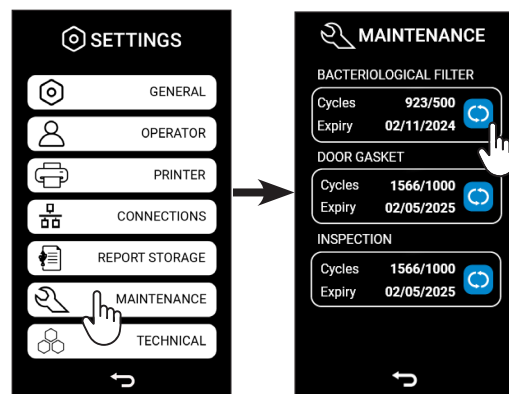 SETTINGS
GENERAL
OPERATOR
PRINTER
CONNECTIONS
REPORT STORAGE
MAINTENANCE
TECHNICAL
MAINTENANCE
BACTERIOLOGICAL FILTER
Cycles 923/500
Expiry 02/11/2024
DOOR GASKET
Cycles 1566/1000
Expiry 02/05/2025
INSPECTION
Cycles 1566/1000
Expiry 02/05/2025